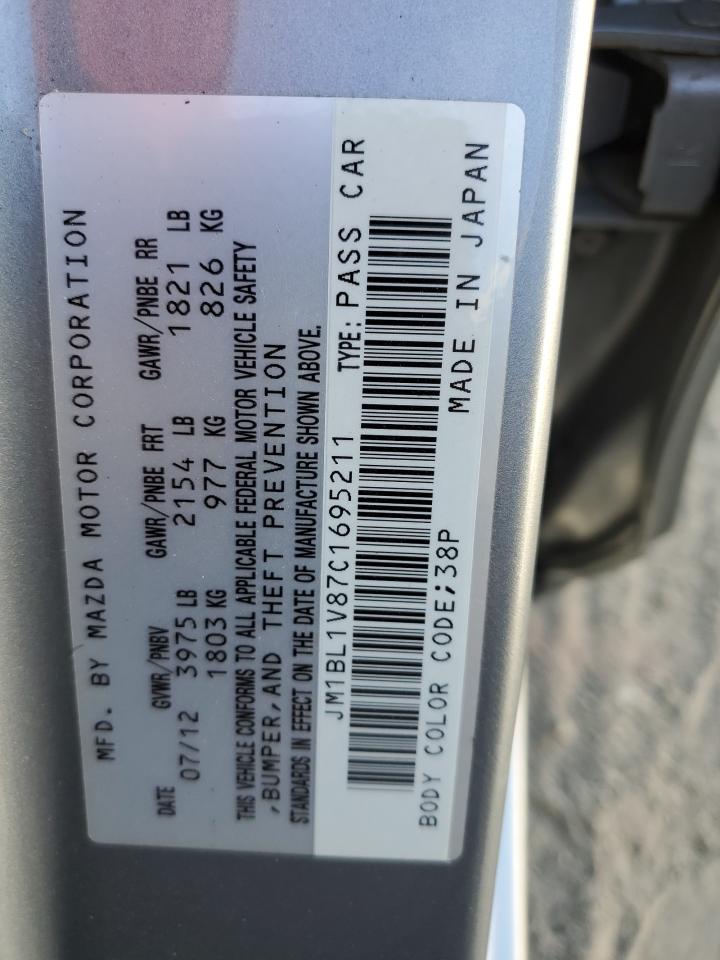 MFD. BY MAZDA MOTOR CORPORATION
DATE GVWR/PNBV GAWR/PNBE FRT GAWR/PNBE RR
07/12 3975 LB 2154 LB 1821 LB
1803 KG 977 KG 826 KG
THIS VEHICLE CONFORMS TO ALL APPLICABLE FEDERAL MOTOR VEHICLE SAFETY
,BUMPER,AND THEFT PREVENTION
STANDARDS IN EFFECT ON THE DATE OF MANUFACTURE SHOWN ABOVE.
JM1BL1V87C1695211 TYPE: PASS CAR
BODY COLOR CODE;38P MADE IN JAPAN